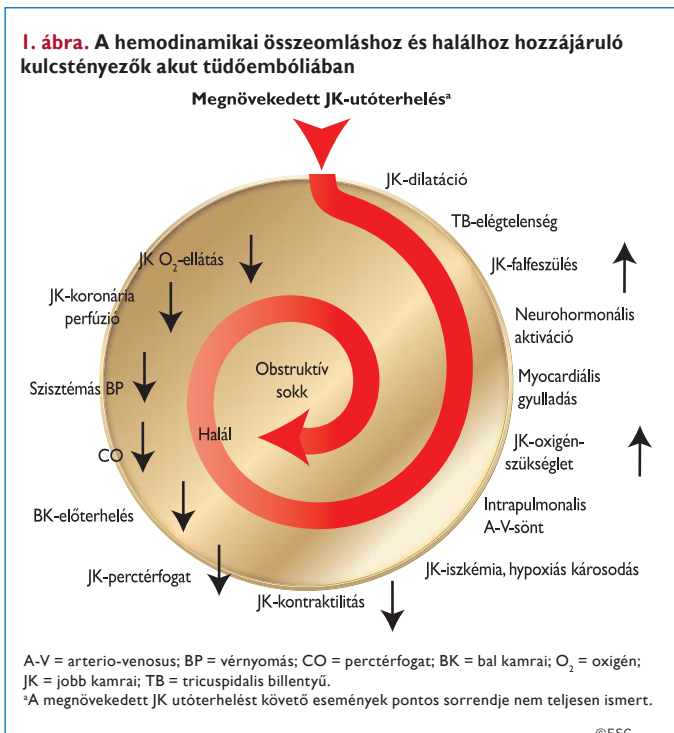 1. ábra. A hemodinamikai összeomláshoz és halálhoz hozzájáruló
kulcstényezők akut tüdőembóliában
Megnövekedett JK-utóterhelésᵃ
JK-dilatáció
TB-elégtelenség
JK-falfeszülés
Neurohormonális
aktiváció
Myocardiális
gyulladás
JK-oxigén-
szükséglet
Intrapulmonalis
A-V-sönt
JK-iszkémia, hypoxiás károsodás
JK-kontraktilitás
JK-perctérfogat
BK-előterhelés
CO
Szisztémás BP
JK-koronária
perfúzió
JK O₂-ellátás
Obstruktív
sokk
Halál
A-V = arterio-venosus; BP = vérnyomás; CO = perctérfogat; BK = bal kamrai; O₂ = oxigén;
JK = jobb kamrai; TB = tricuspidalis billentyű.
ᵃA megnövekedett JK utóterhelést követő események pontos sorrendje nem teljesen ismert.
©ESC